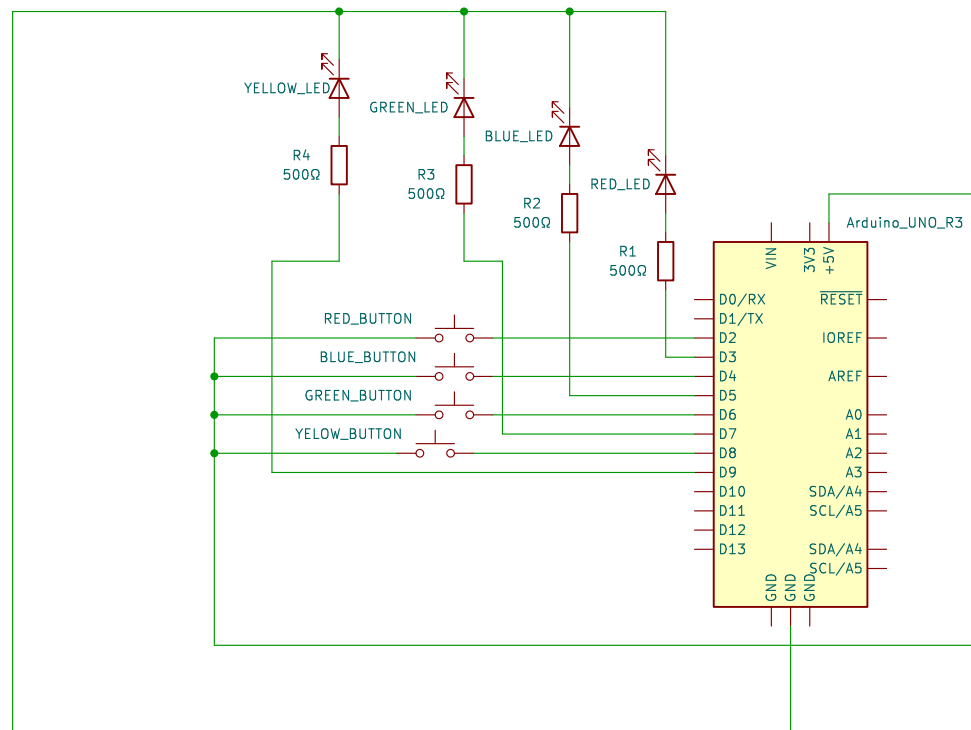 YELLOW_LED
GREEN_LED
BLUE_LED
RED_LED
R4
500Ω
R3
500Ω
R2
500Ω
R1
500Ω
Arduino_UNO_R3
VIN
3V3
+5V
RED_BUTTON
BLUE_BUTTON
GREEN_BUTTON
YELOW_BUTTON
D0/RX
D1/TX
D2
D3
D4
D5
D6
D7
D8
D9
D10
D11
D12
D13
RESET
IOREF
AREF
A0
A1
A2
A3
SDA/A4
SCL/A5
SDA/A4
SCL/A5
GND
GND
GND